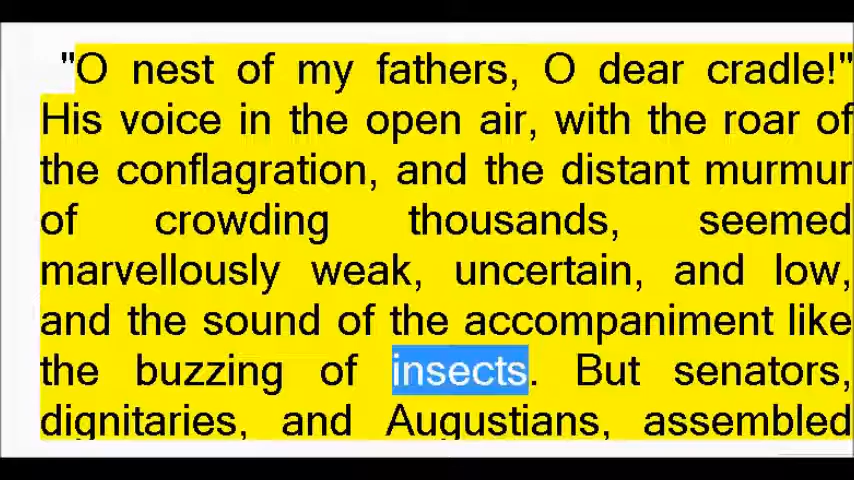 "O nest of my fathers, O dear cradle!"
His voice in the open air, with the roar of
the conflagration, and the distant murmur
of crowding thousands, seemed
marvellously weak, uncertain, and low,
and the sound of the accompaniment like
the buzzing of insects. But senators,
dignitaries, and Augustians, assembled